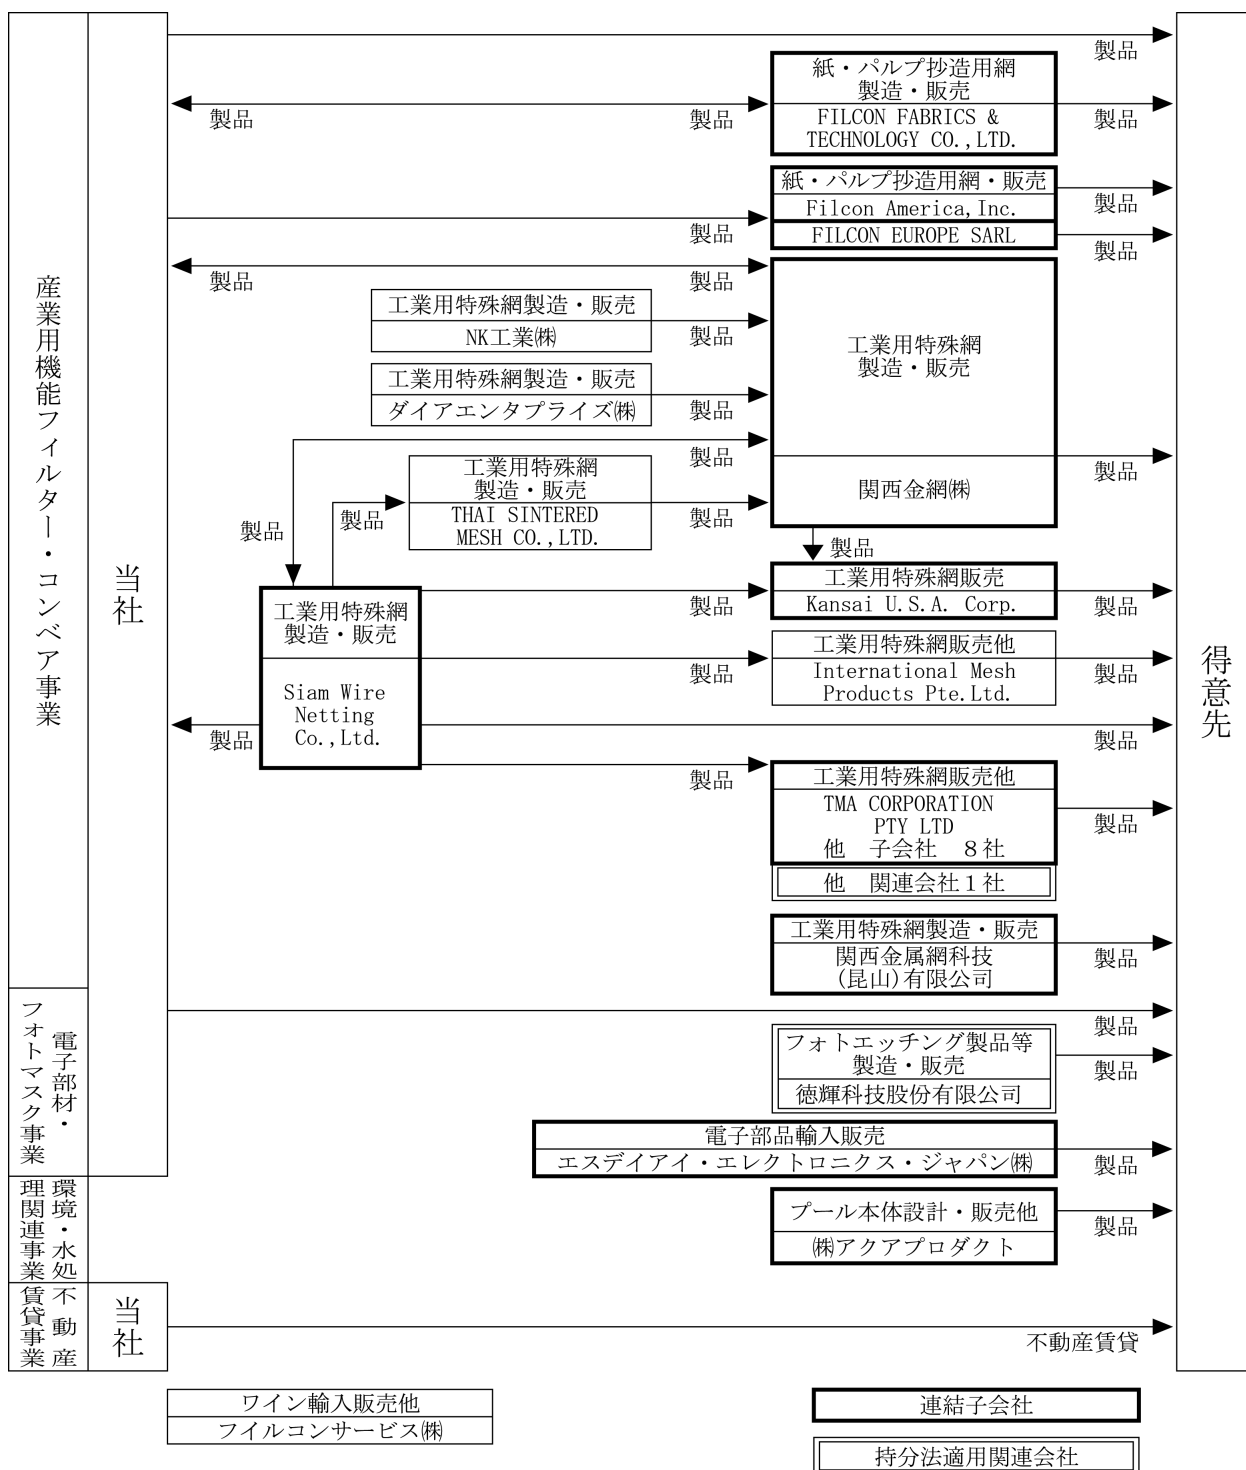 産業用機能フィルター・コンベア事業
当社
得意先
製品
紙・パルプ抄造用網
製造・販売
FILCON FABRICS &
TECHNOLOGY CO.,LTD.
製品
製品
製品
紙・パルプ抄造用網・販売
Filcon America,Inc.
FILCON EUROPE SARL
製品
製品
製品
製品
製品
工業用特殊網
製造・販売
関西金網㈱
製品
工業用特殊網製造・販売
NK工業㈱
製品
工業用特殊網製造・販売
ダイアエンタプライズ㈱
製品
製品
工業用特殊網
製造・販売
THAI SINTERED
MESH CO.,LTD.
製品
製品
製品
製品
工業用特殊網
製造・販売
Siam Wire
Netting
Co.,Ltd.
工業用特殊網販売
Kansai U.S.A. Corp.
製品
製品
工業用特殊網販売他
International Mesh
Products Pte.Ltd.
製品
製品
製品
製品
製品
工業用特殊網販売他
TMA CORPORATION
PTY LTD
他 子会社 8社
他 関連会社1社
製品
工業用特殊網製造・販売
関西金属網科技
(昆山)有限公司
製品
電子部材・
フォトマスク事業
製品
フォトエッチング製品等
製造・販売
徳輝科技股份有限公司
製品
電子部品輸入販売
エスデイアイ・エレクトロニクス・ジャパン㈱
製品
環境・水処
理関連事業
プール本体設計・販売他
㈱アクアプロダクト
製品
不動産
賃貸事業
当社
不動産賃貸
ワイン輸入販売他
フイルコンサービス㈱
連結子会社
持分法適用関連会社